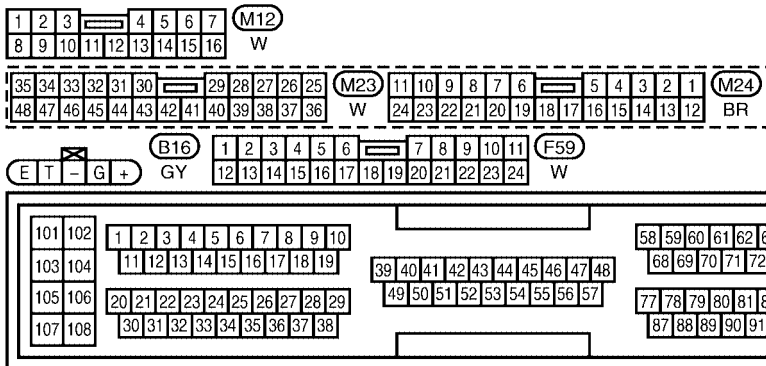 1 2 3 4 5 6 7 M12
8 9 10 11 12 13 14 15 16 W
35 34 33 32 31 30 29 28 27 26 25 M23 11 10 9 8 7 6 5 4 3 2 1 M24
48 47 46 45 44 43 42 41 40 39 38 37 36 W 24 23 22 21 20 19 18 17 16 15 14 13 12 BR
B16 1 2 3 4 5 6 7 8 9 10 11 F59
E T – G + GY 12 13 14 15 16 17 18 19 20 21 22 23 24 W
101 102 1 2 3 4 5 6 7 8 9 10 58 59 60 61 62
103 104 11 12 13 14 15 16 17 18 19 39 40 41 42 43 44 45 46 47 48 68 69 70 71 72
105 106 20 21 22 23 24 25 26 27 28 29 49 50 51 52 53 54 55 56 57 77 78 79 80 81
107 108 30 31 32 33 34 35 36 37 38 87 88 89 90 91